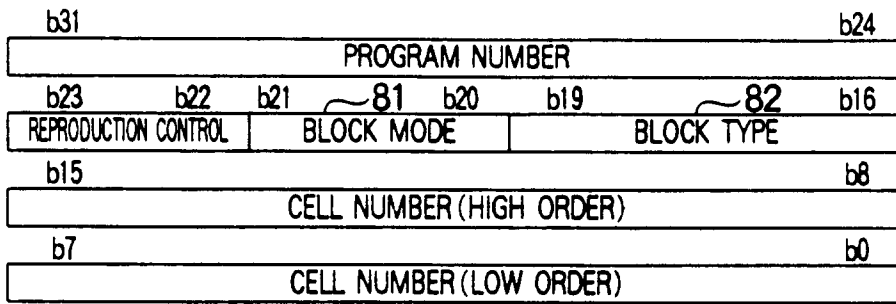 b31 b24
PROGRAM NUMBER
b23 b22 b21 81 b20 b19 82 b16
REPRODUCTION CONTROL BLOCK MODE BLOCK TYPE
b15 b8
CELL NUMBER (HIGH ORDER)
b7 b0
CELL NUMBER (LOW ORDER)